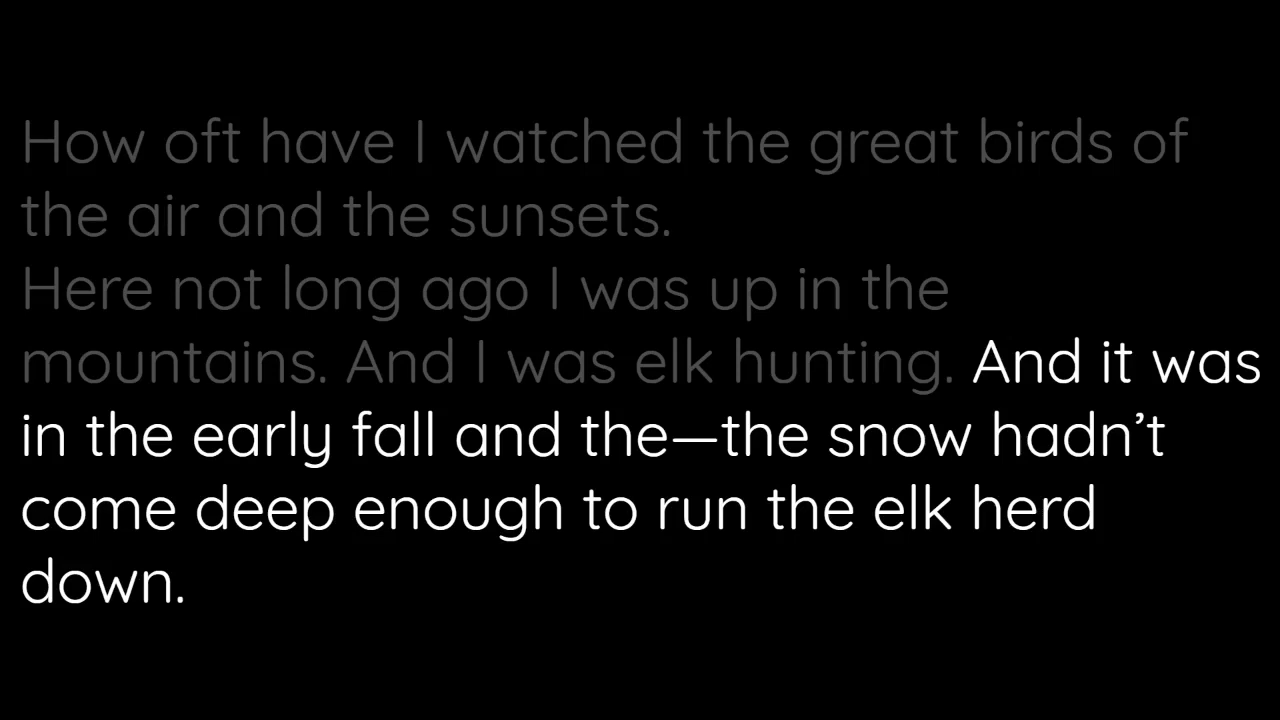 How oft have I watched the great birds of
the air and the sunsets.
Here not long ago I was up in the
mountains. And I was elk hunting. And it was
in the early fall and the—the snow hadn’t
come deep enough to run the elk herd
down.